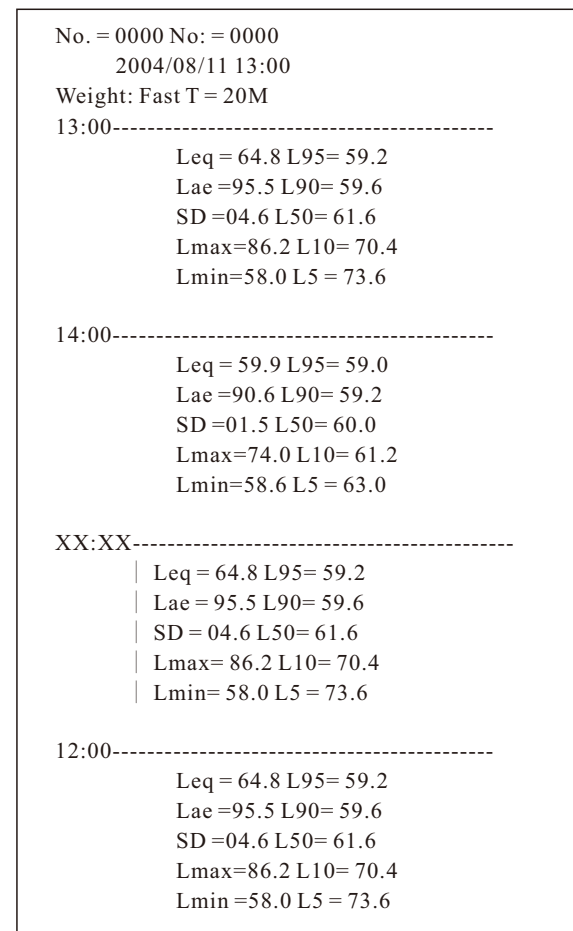 No. = 0000 No: = 0000
2004/08/11 13:00
Weight: Fast T = 20M
13:00--------------------------------------------
Leq = 64.8 L95= 59.2
Lae =95.5 L90= 59.6
SD =04.6 L50= 61.6
Lmax=86.2 L10= 70.4
Lmin=58.0 L5 = 73.6
14:00--------------------------------------------
Leq = 59.9 L95= 59.0
Lae =90.6 L90= 59.2
SD =01.5 L50= 60.0
Lmax=74.0 L10= 61.2
Lmin=58.6 L5 = 63.0
XX:XX--------------------------------------------
| Leq = 64.8 L95= 59.2
| Lae = 95.5 L90= 59.6
| SD = 04.6 L50= 61.6
| Lmax= 86.2 L10= 70.4
| Lmin= 58.0 L5 = 73.6
12:00--------------------------------------------
Leq = 64.8 L95= 59.2
Lae =95.5 L90= 59.6
SD =04.6 L50= 61.6
Lmax=86.2 L10= 70.4
Lmin =58.0 L5 = 73.6